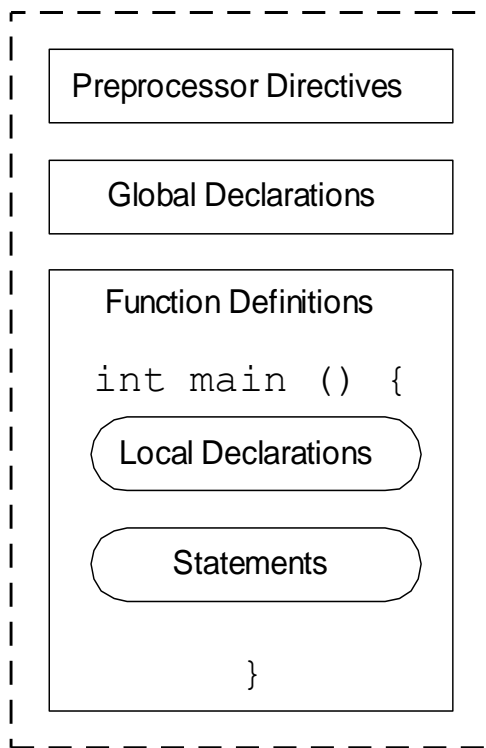 Preprocessor Directives
Global Declarations
Function Definitions
int main () {
Local Declarations
Statements
}